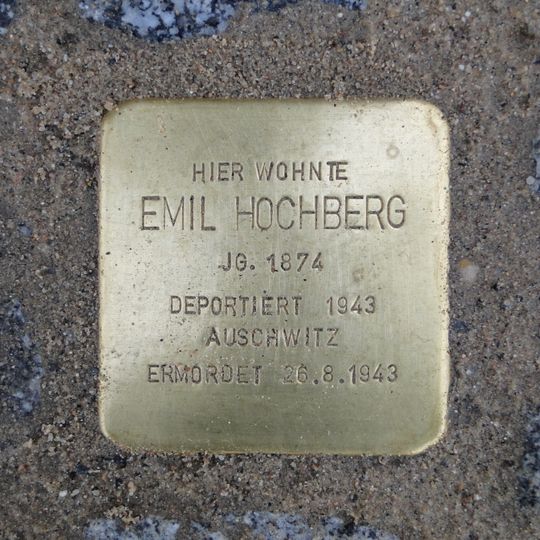 HIER WOHNTE
EMIL HOCHBERG
JG. 1874
DEPORTIERT 1943
AUSCHWITZ
ERMORDET 26.8.1943